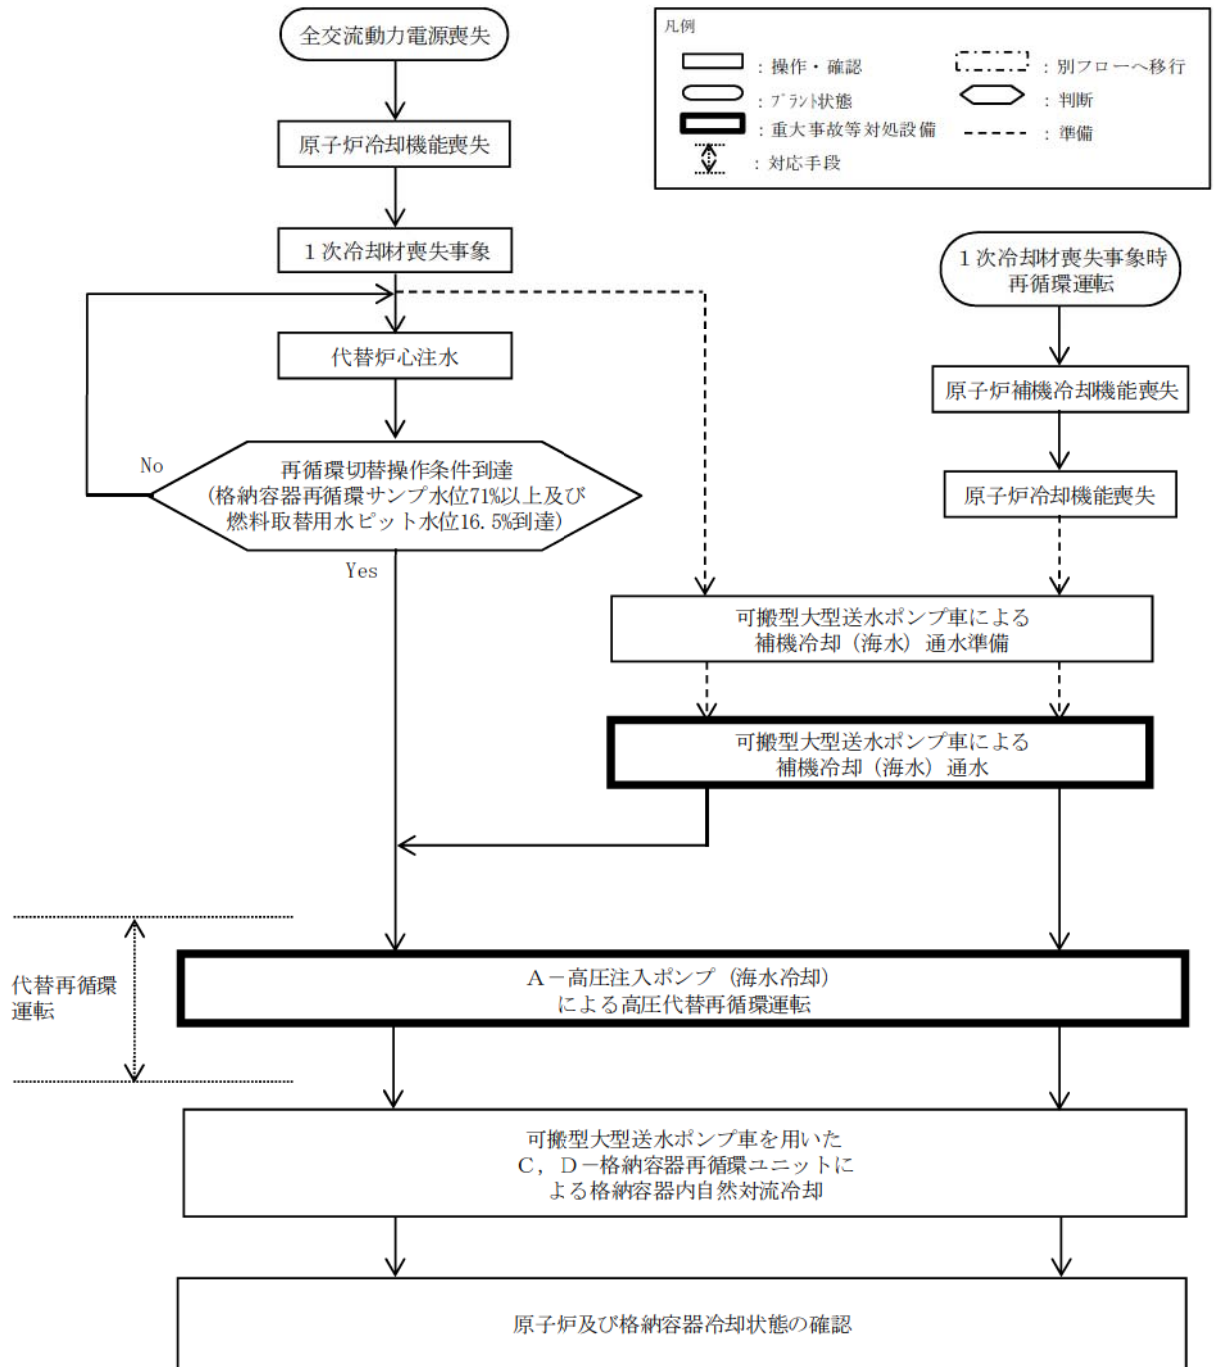 全交流動力電源喪失
原子炉冷却機能喪失
１次冷却材喪失事象
代替炉心注水
No
再循環切替操作条件到達
(格納容器再循環サンプ水位71%以上及び
燃料取替用水ピット水位16.5%到達)
Yes
凡例
：操作・確認
：プラント状態
：重大事故等対処設備
：対応手段
：別フローへ移行
：判断
：準備
１次冷却材喪失事象時
再循環運転
原子炉補機冷却機能喪失
原子炉冷却機能喪失
可搬型大型送水ポンプ車による
補機冷却（海水）通水準備
可搬型大型送水ポンプ車による
補機冷却（海水）通水
代替再循環
運転
Ａ－高圧注入ポンプ（海水冷却）
による高圧代替再循環運転
可搬型大型送水ポンプ車を用いた
Ｃ，Ｄ－格納容器再循環ユニットに
よる格納容器内自然対流冷却
原子炉及び格納容器冷却状態の確認